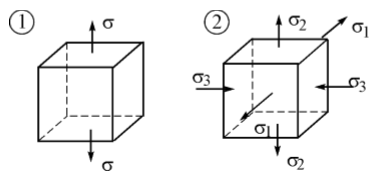 ① σ ② σ₂ σ₁
σ₃ σ₃
σ₁
σ σ₂